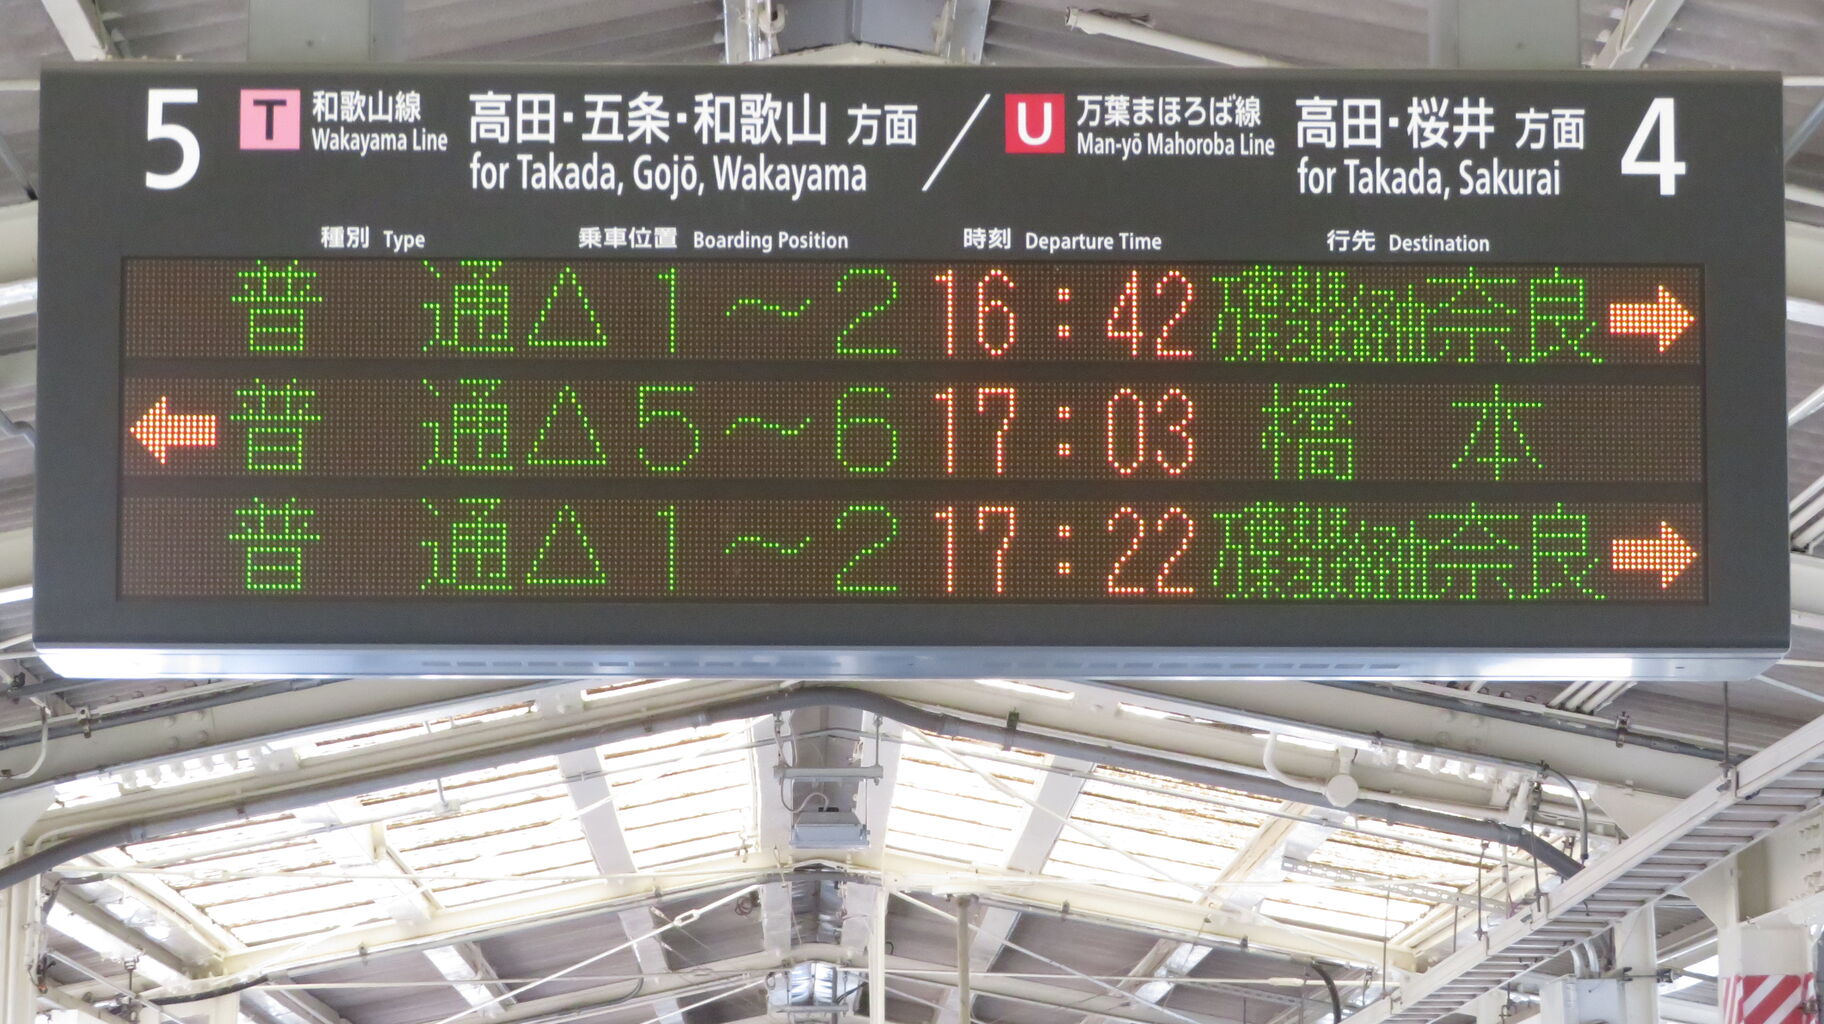 5 T 和歌山線 高田・五条・和歌山 方面 / U 万葉まほろば線 高田・桜井 方面 4
Wakayama Line for Takada, Gojō, Wakayama Man-yō Mahoroba Line for Takada, Sakurai
種別 Type 乗車位置 Boarding Position 時刻 Departure Time 行先 Destination
普通 △1～2 16:42 奈良 →
← 普通 △5～6 17:03 橋本
普通 △1～2 17:22 奈良 →